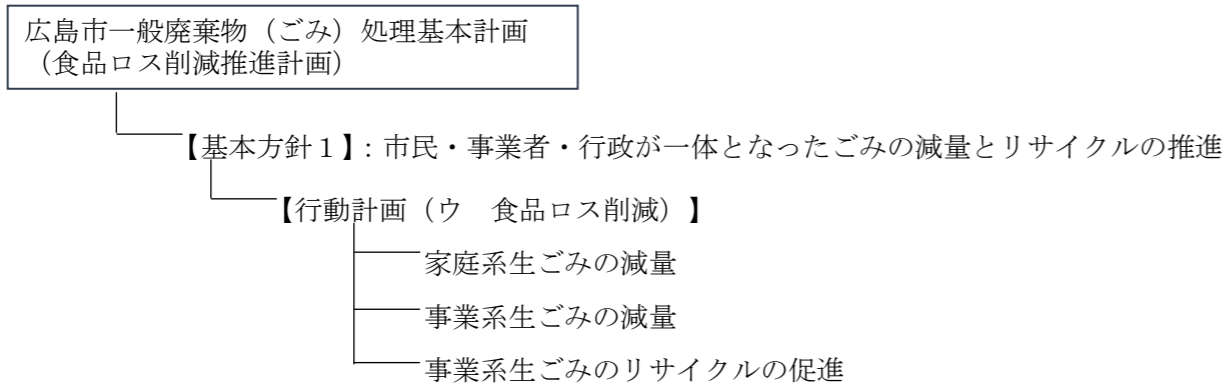 広島市一般廃棄物（ごみ）処理基本計画
（食品ロス削減推進計画）
【基本方針１】：市民・事業者・行政が一体となったごみの減量とリサイクルの推進
【行動計画（ウ　食品ロス削減）】
家庭系生ごみの減量
事業系生ごみの減量
事業系生ごみのリサイクルの促進